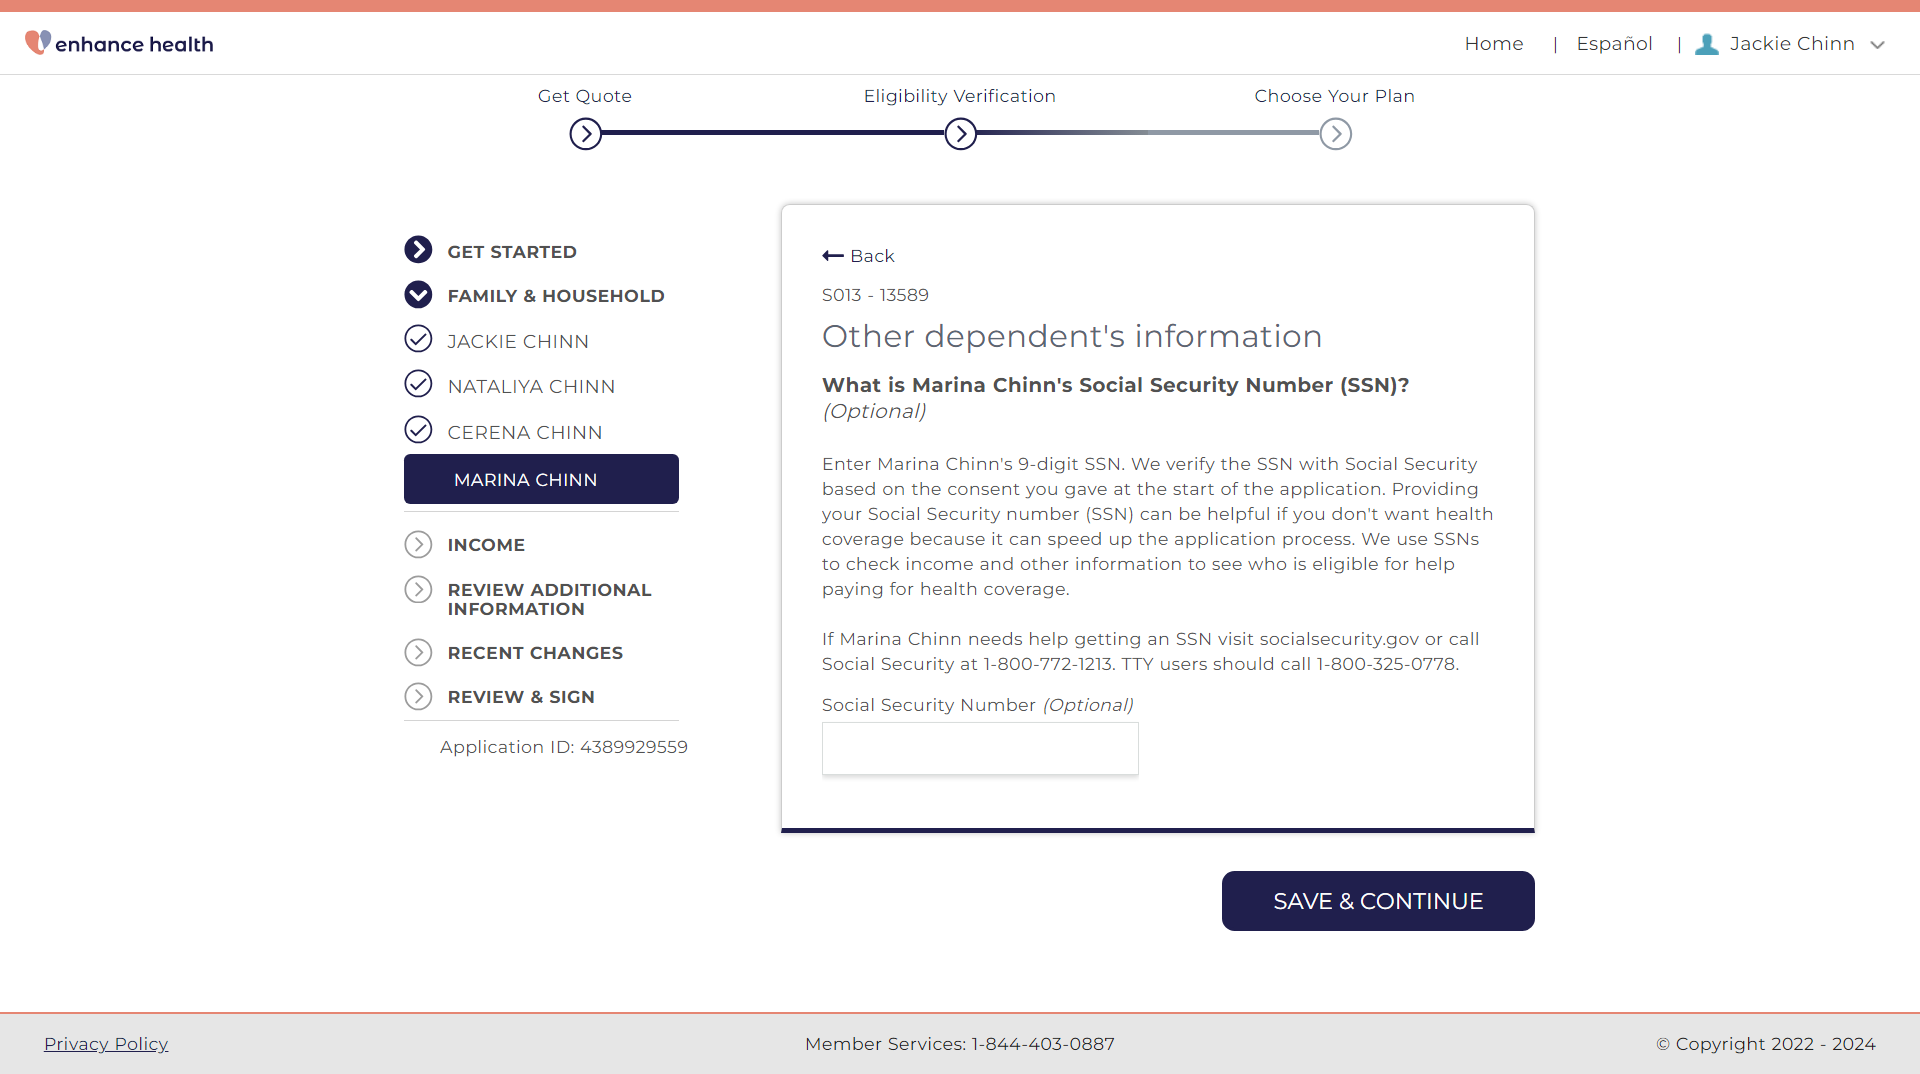 enhance health
Home | Español | Jackie Chinn
Get Quote
Eligibility Verification
Choose Your Plan
GET STARTED
FAMILY & HOUSEHOLD
JACKIE CHINN
NATALIYA CHINN
CERENA CHINN
MARINA CHINN
INCOME
REVIEW ADDITIONAL
INFORMATION
RECENT CHANGES
REVIEW & SIGN
Application ID: 4389929559
Back
S013 - 13589
Other dependent's information
What is Marina Chinn's Social Security Number (SSN)?
(Optional)
Enter Marina Chinn's 9-digit SSN. We verify the SSN with Social Security
based on the consent you gave at the start of the application. Providing
your Social Security number (SSN) can be helpful if you don't want health
coverage because it can speed up the application process. We use SSNs
to check income and other information to see who is eligible for help
paying for health coverage.
If Marina Chinn needs help getting an SSN visit socialsecurity.gov or call
Social Security at 1-800-772-1213. TTY users should call 1-800-325-0778.
Social Security Number (Optional)
SAVE & CONTINUE
Privacy Policy
Member Services: 1-844-403-0887
© Copyright 2022 - 2024